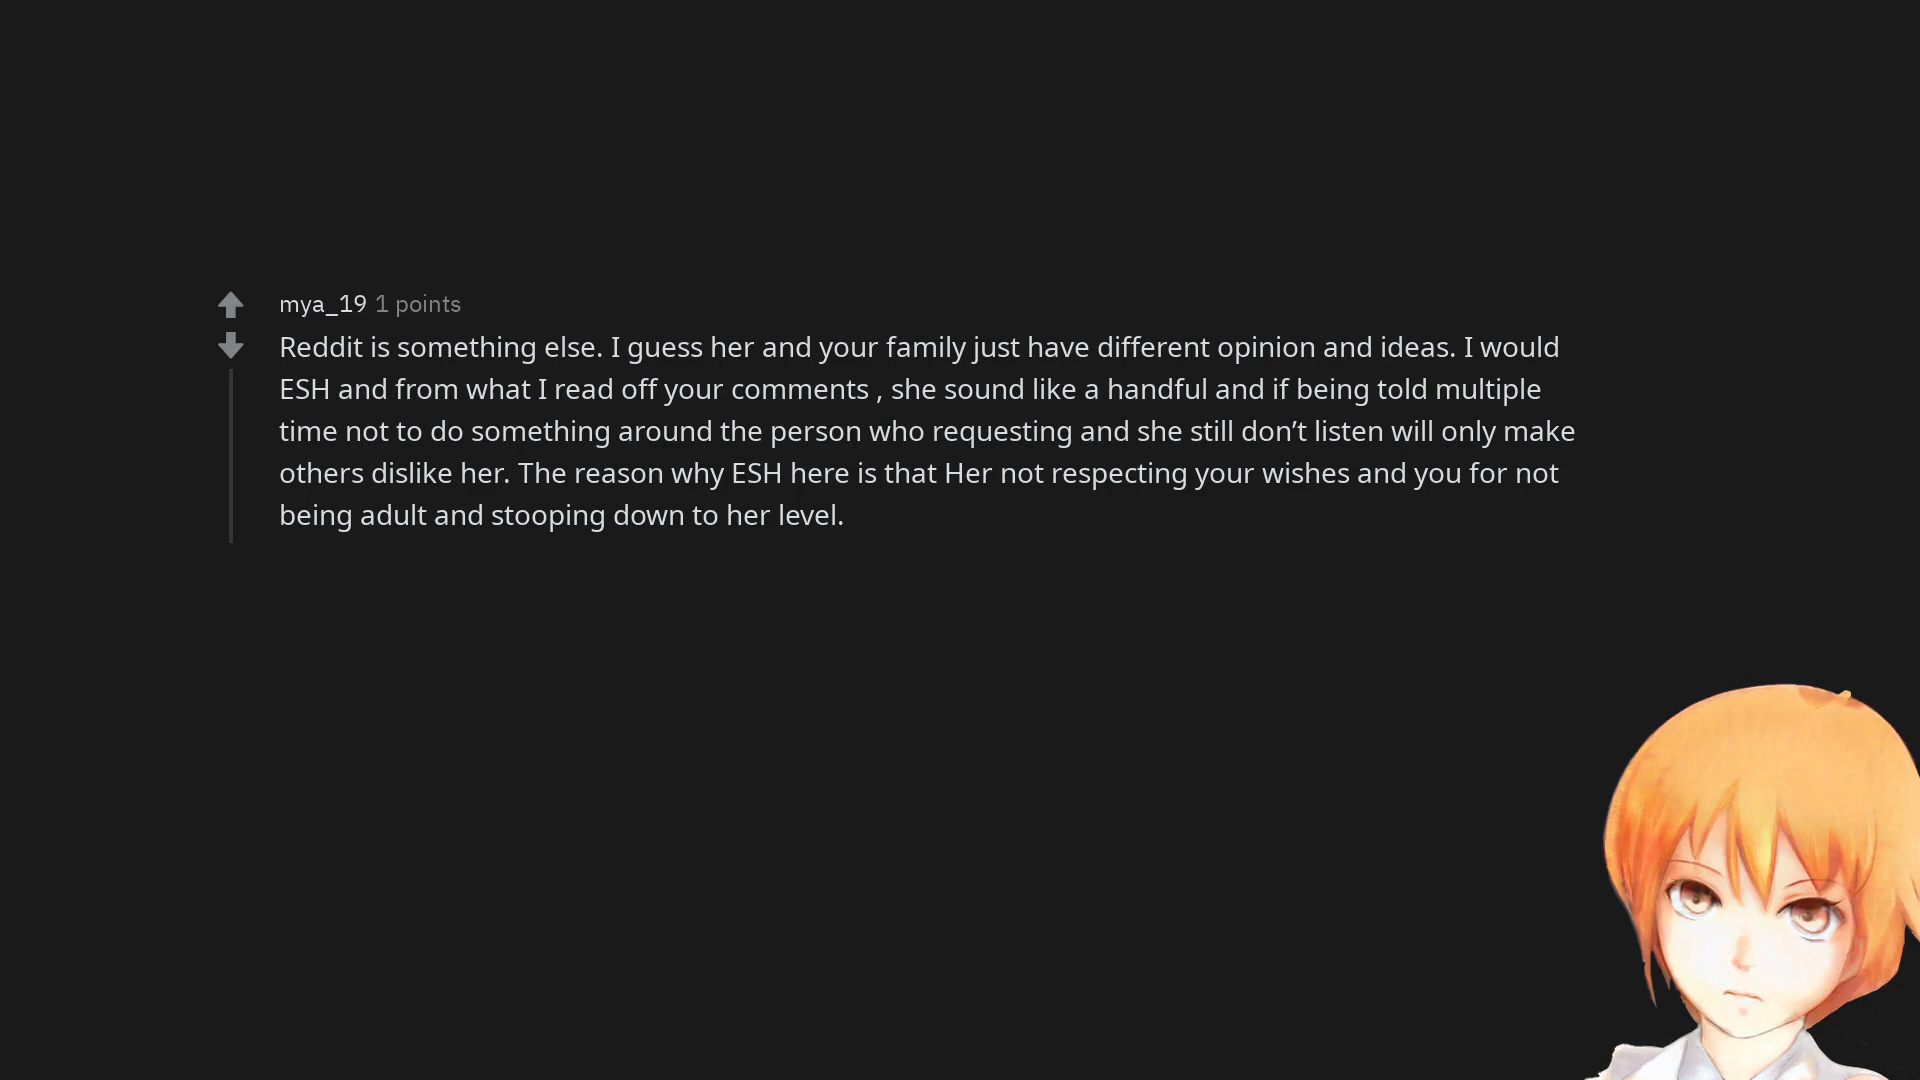 mya_19 1 points
Reddit is something else. I guess her and your family just have different opinion and ideas. I would
ESH and from what I read off your comments , she sound like a handful and if being told multiple
time not to do something around the person who requesting and she still don’t listen will only make
others dislike her. The reason why ESH here is that Her not respecting your wishes and you for not
being adult and stooping down to her level.